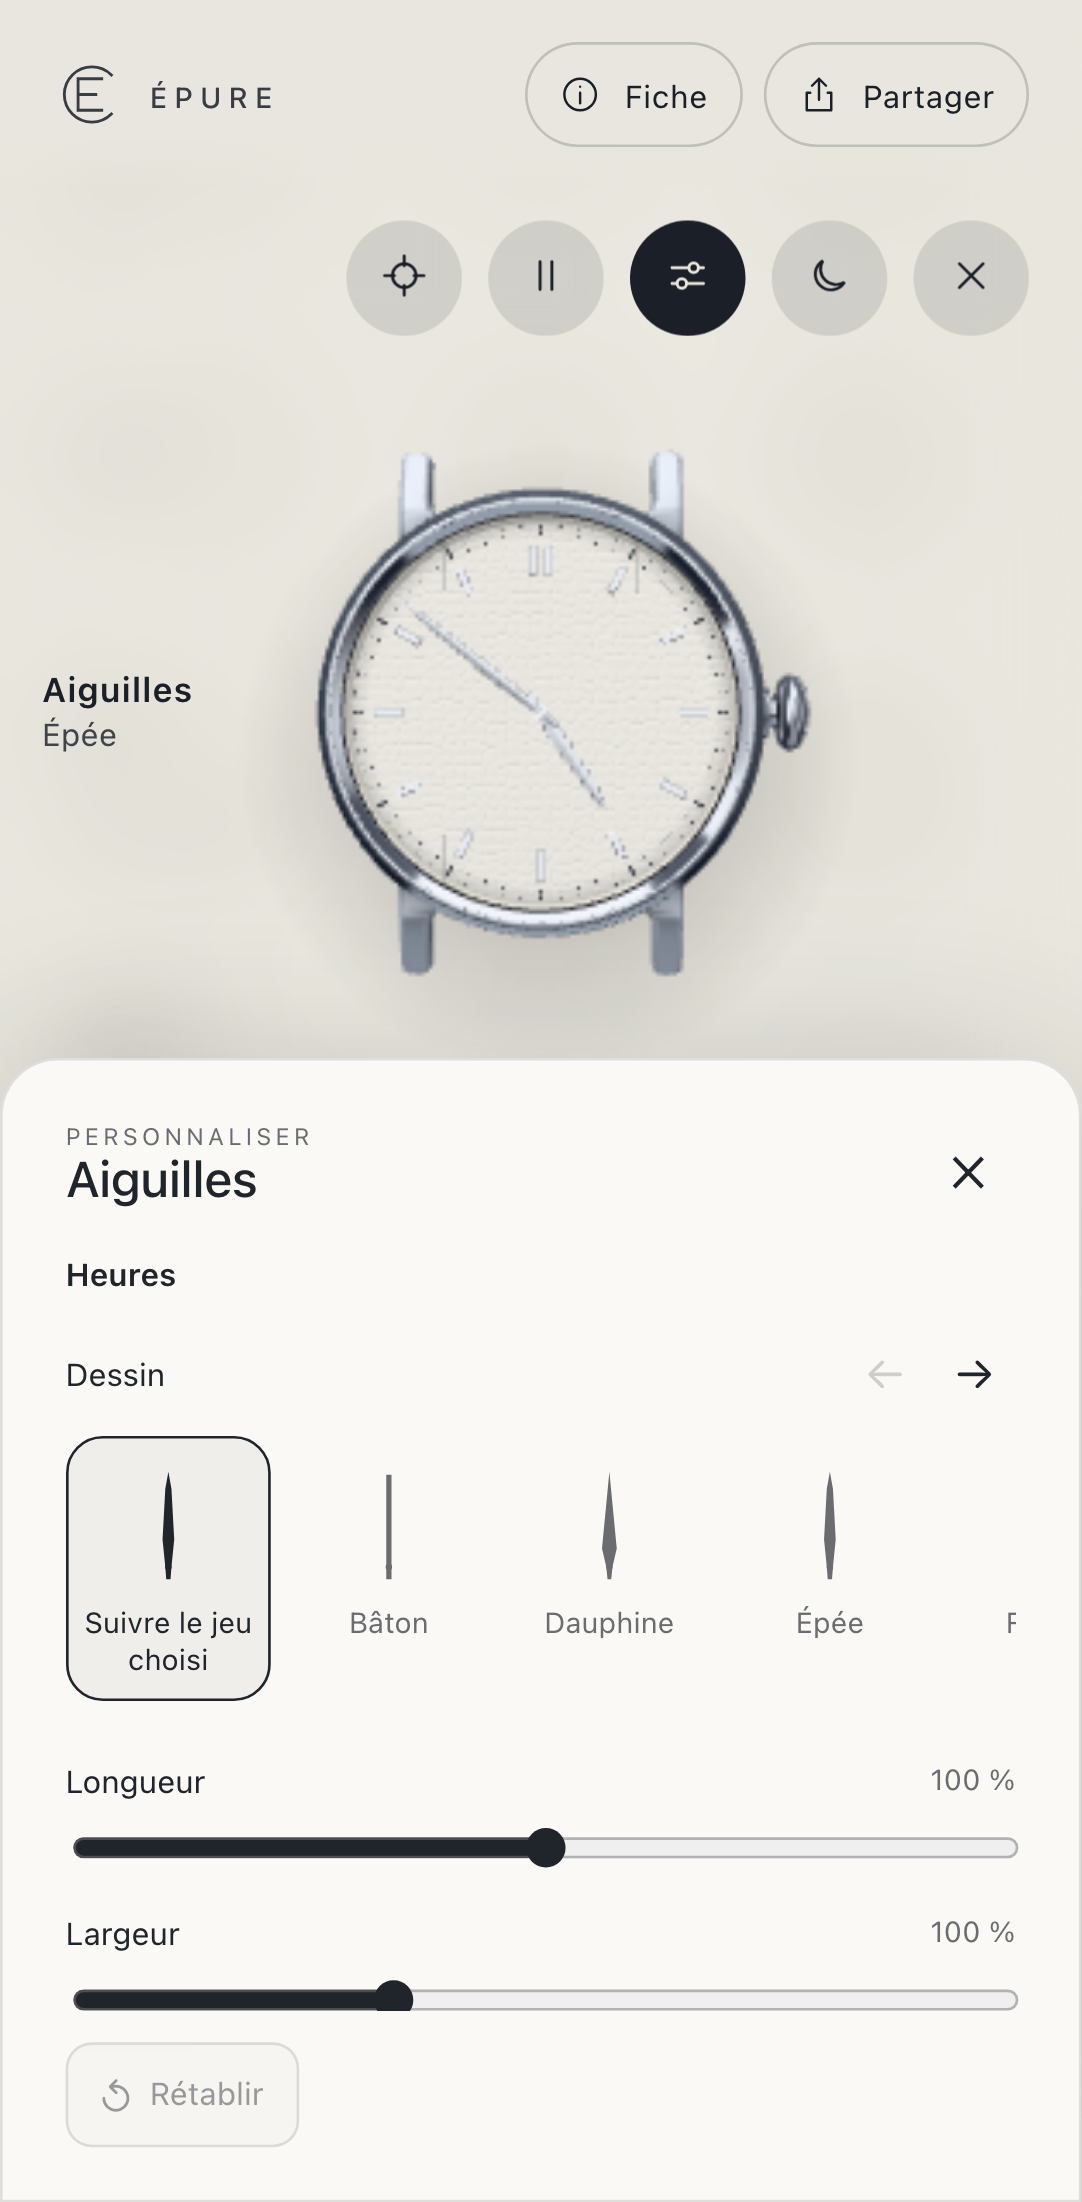 ÉPURE
Fiche
Partager
Aiguilles
Épée
PERSONNALISER
Aiguilles
Heures
Dessin
Suivre le jeu
choisi
Bâton
Dauphine
Épée
Longueur
100 %
Largeur
100 %
Rétablir